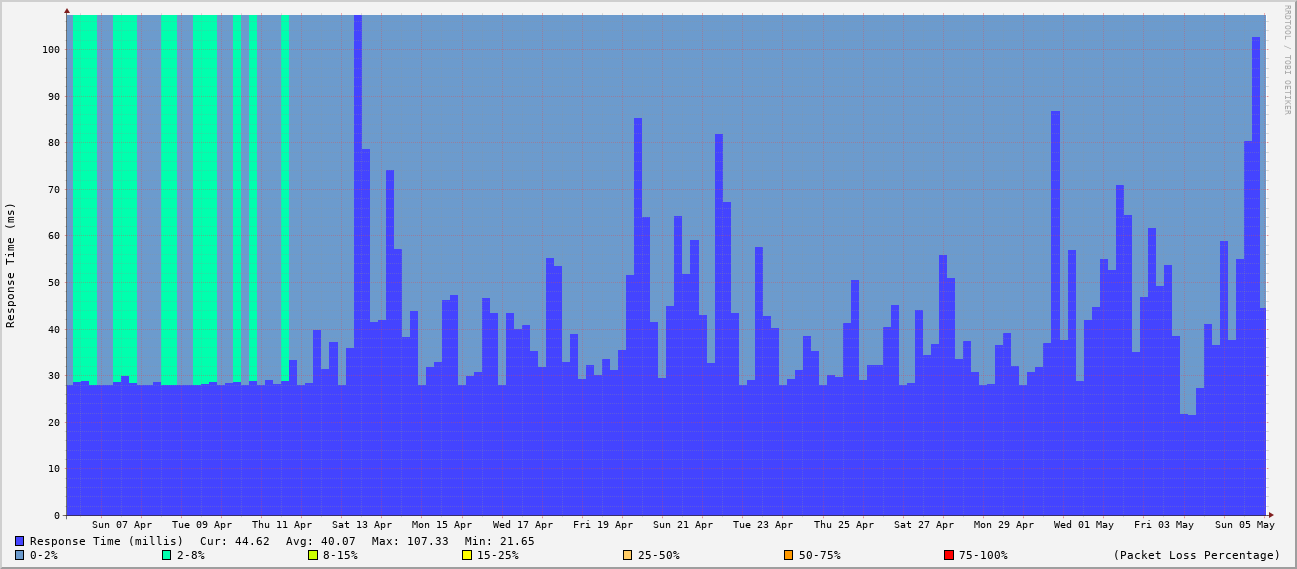 RRDTOOL / TOBI OETIKER
Response Time (ms)
100
90
80
70
60
50
40
30
20
10
0
Sun 07 Apr Tue 09 Apr Thu 11 Apr Sat 13 Apr Mon 15 Apr Wed 17 Apr Fri 19 Apr Sun 21 Apr Tue 23 Apr Thu 25 Apr Sat 27 Apr Mon 29 Apr Wed 01 May Fri 03 May Sun 05 May
Response Time (millis) Cur: 44.62 Avg: 40.07 Max: 107.33 Min: 21.65
0-2% 2-8% 8-15% 15-25% 25-50% 50-75% 75-100% (Packet Loss Percentage)